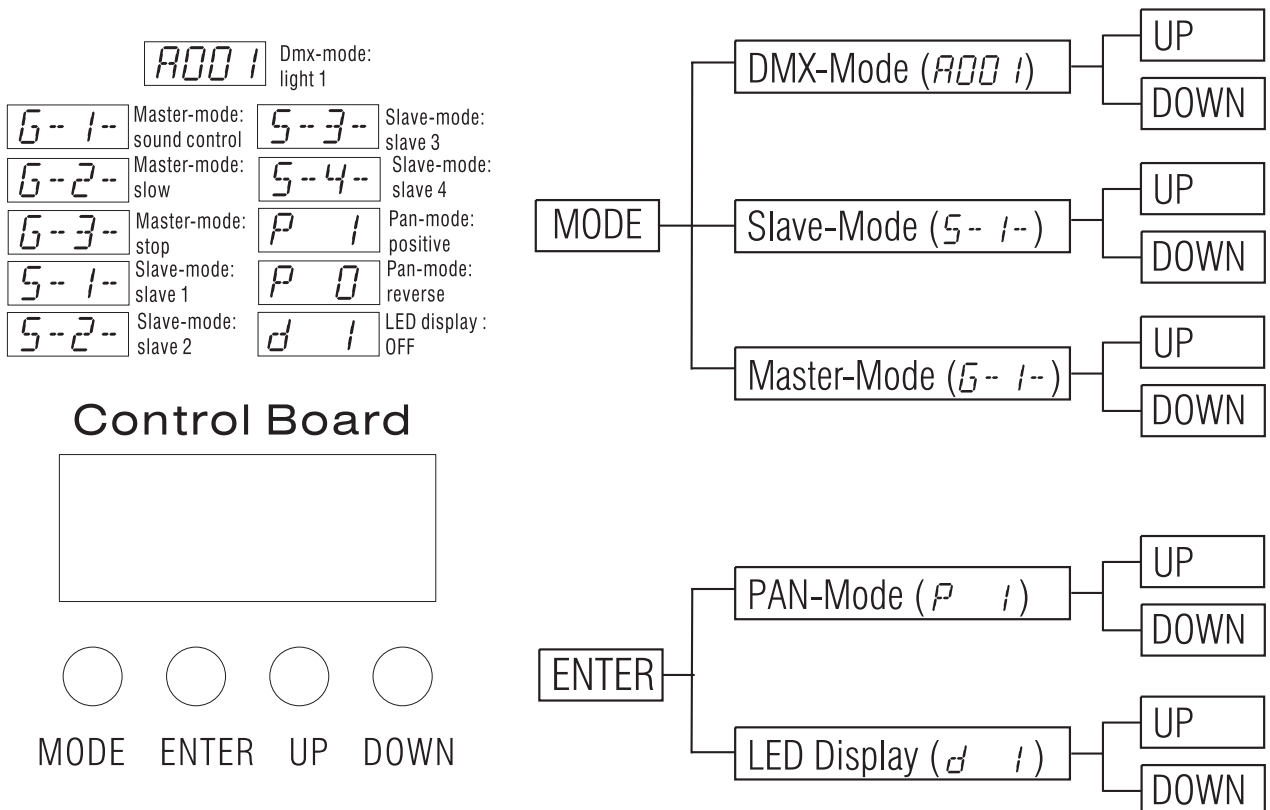 A001 Dmx-mode:
light 1
G-1- Master-mode:
sound control
G-2- Master-mode:
slow
G-3- Master-mode:
stop
S-1- Slave-mode:
slave 1
S-2- Slave-mode:
slave 2
S-3- Slave-mode:
slave 3
S-4- Slave-mode:
slave 4
P 1 Pan-mode:
positive
P 0 Pan-mode:
reverse
d 1 LED display :
OFF
Control Board
MODE ENTER UP DOWN
MODE
DMX-Mode (A001)
UP
DOWN
Slave-Mode (S-1-)
UP
DOWN
Master-Mode (G-1-)
UP
DOWN
ENTER
PAN-Mode (P 1)
UP
DOWN
LED Display (d 1)
UP
DOWN